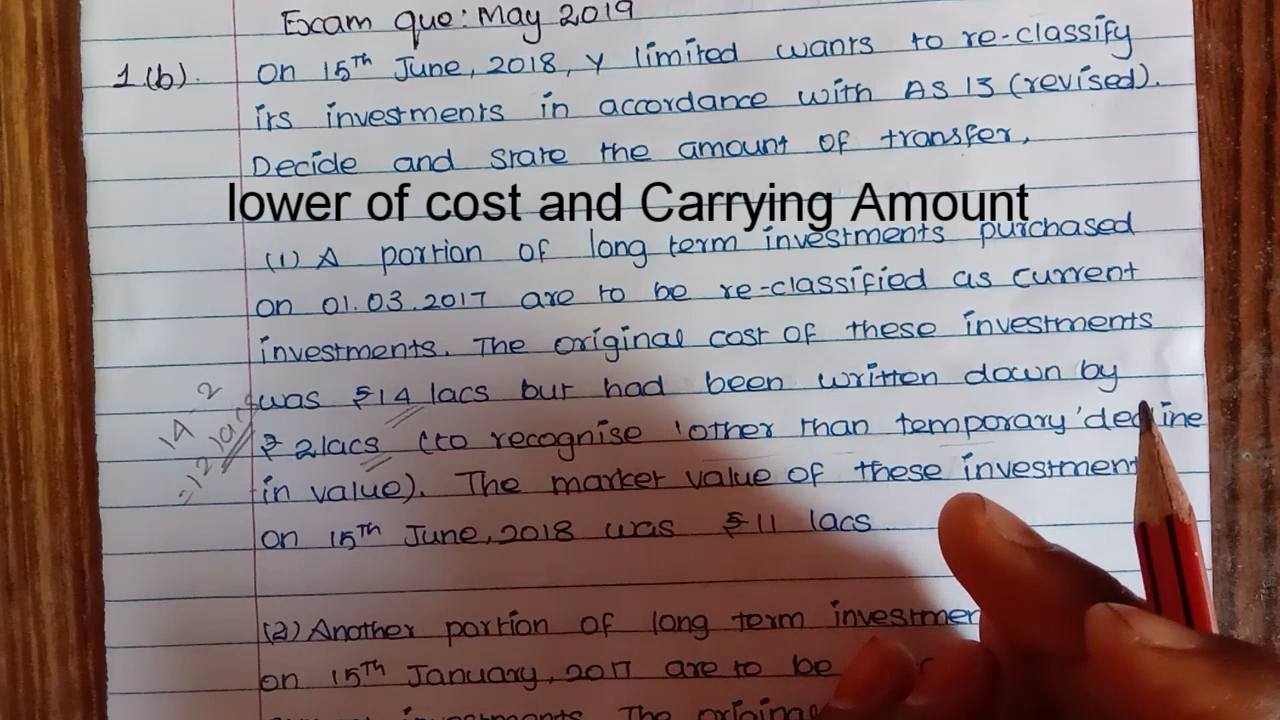 Exam que: May 2019
1(b). On 15TH June, 2018, Y limited wants to re-classify
its investments in accordance with AS 13 (revised).
Decide and state the amount of transfer,
lower of cost and Carrying Amount
(1) A portion of long term investments purchased
on 01.03.2017 are to be re-classified as current
investments. The original cost of these investments
was ₹14 lacs but had been written down by
₹ 2lacs (to recognise 'other than temporary' decline
in value). The market value of these investment
on 15TH June, 2018 was ₹11 lacs
14-2
=12 lacs
(2) Another portion of long term
on 15TH January, 2017 are to be
The